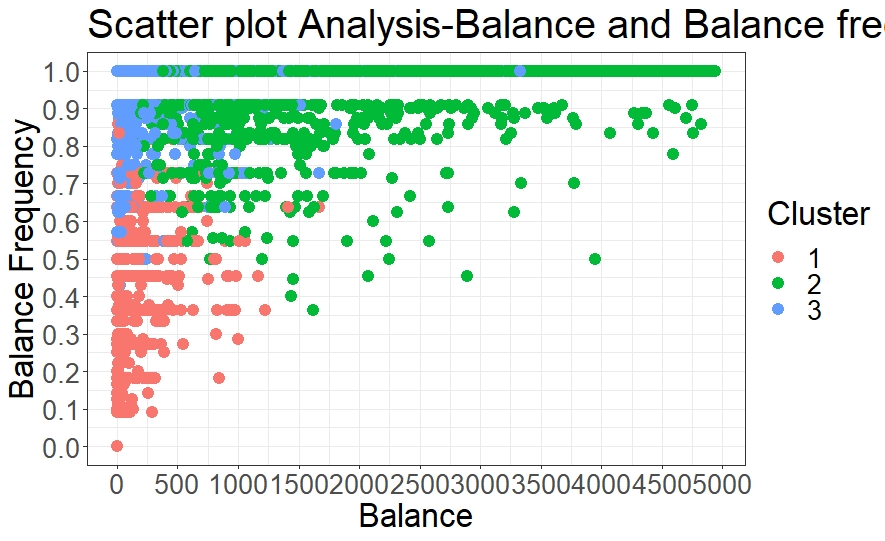 Scatter plot Analysis-Balance and Balance fre
Balance Frequency
1.0
0.9
0.8
0.7
0.6
0.5
0.4
0.3
0.2
0.1
0.0
0 500 1000 1500 2000 2500 3000 3500 4000 4500 5000
Balance
Cluster
1
2
3